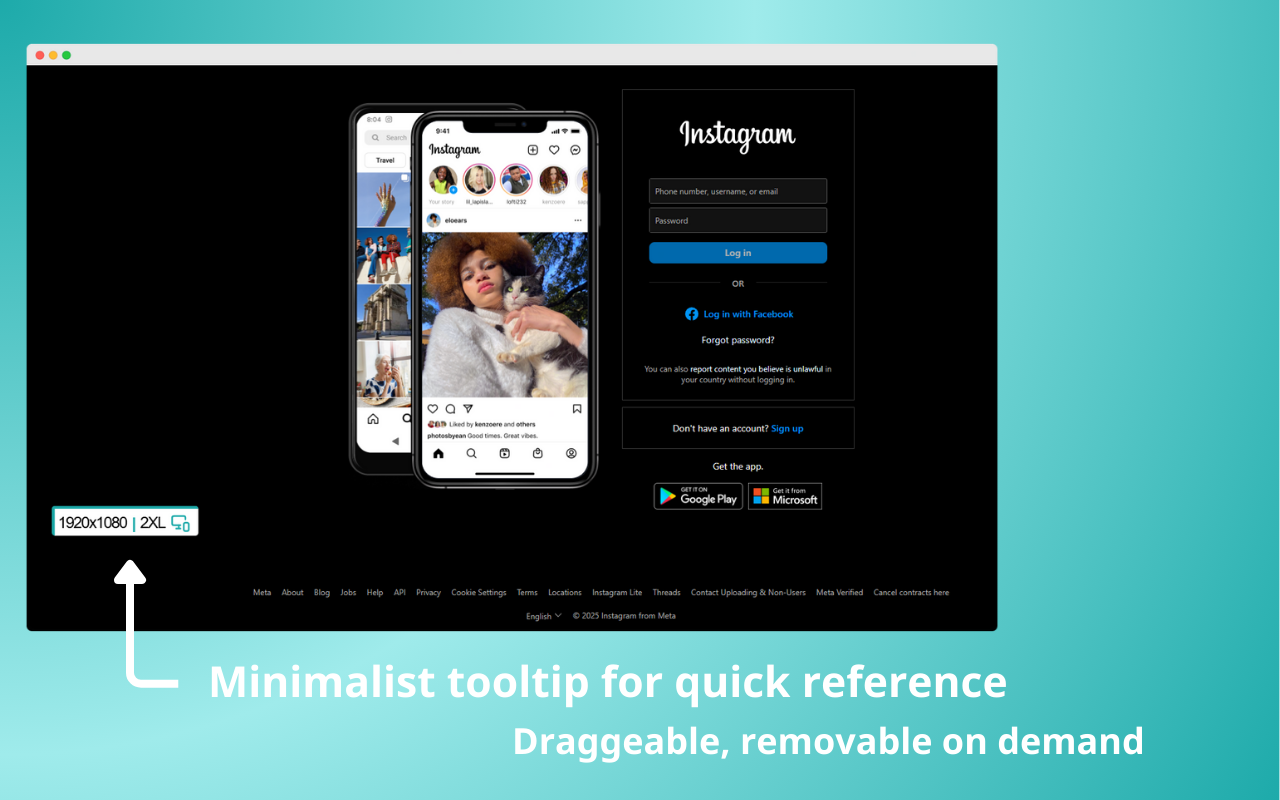 8:04
Search
Travel
9:41
Instagram
Your story
lil_lapisla...
lofti232
kenzoere
eloears
Liked by kenzoere and others
photosbyean Good times. Great vibes.
Instagram
Phone number, username, or email
Password
Log in
OR
Log in with Facebook
Forgot password?
You can also report content you believe is unlawful in
your country without logging in.
Don't have an account? Sign up
Get the app.
GET IT ON
Google Play
Get it from
Microsoft
1920x1080 | 2XL
Meta About Blog Jobs Help API Privacy Cookie Settings Terms Locations Instagram Lite Threads Contact Uploading & Non-Users Meta Verified Cancel contracts here
English © 2025 Instagram from Meta
Minimalist tooltip for quick reference
Draggeable, removable on demand